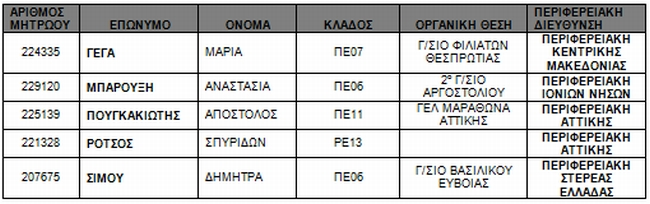 ΑΡΙΘΜΟΣ ΜΗΤΡΩΟΥ ΕΠΩΝΥΜΟ ΟΝΟΜΑ ΚΛΑΔΟΣ ΟΡΓΑΝΙΚΗ ΘΕΣΗ ΠΕΡΙΦΕΡΕΙΑΚΗ ΔΙΕΥΘΥΝΣΗ
224335 ΓΕΓΑ ΜΑΡΙΑ ΠΕ07 Γ/ΣΙΟ ΦΙΛΙΑΤΩΝ ΘΕΣΠΡΩΤΙΑΣ ΠΕΡΙΦΕΡΕΙΑΚΗ ΚΕΝΤΡΙΚΗΣ ΜΑΚΕΔΟΝΙΑΣ
229120 ΜΠΑΡΟΥΞΗ ΑΝΑΣΤΑΣΙΑ ΠΕ06 2ο Γ/ΣΙΟ ΑΡΓΟΣΤΟΛΙΟΥ ΠΕΡΙΦΕΡΕΙΑΚΗ ΙΟΝΙΩΝ ΝΗΣΩΝ
225139 ΠΟΥΓΚΑΚΙΩΤΗΣ ΑΠΟΣΤΟΛΟΣ ΠΕ11 ΓΕΛ ΜΑΡΑΘΩΝΑ ΑΤΤΙΚΗΣ ΠΕΡΙΦΕΡΕΙΑΚΗ ΑΤΤΙΚΗΣ
221328 ΡΟΤΣΟΣ ΣΠΥΡΙΔΩΝ PE13 ΠΕΡΙΦΕΡΕΙΑΚΗ ΑΤΤΙΚΗΣ
207675 ΣΙΜΟΥ ΔΗΜΗΤΡΑ ΠΕ06 Γ/ΣΙΟ ΒΑΣΙΛΙΚΟΥ ΕΥΒΟΙΑΣ ΠΕΡΙΦΕΡΕΙΑΚΗ ΣΤΕΡΕΑΣ ΕΛΛΑΔΑΣ